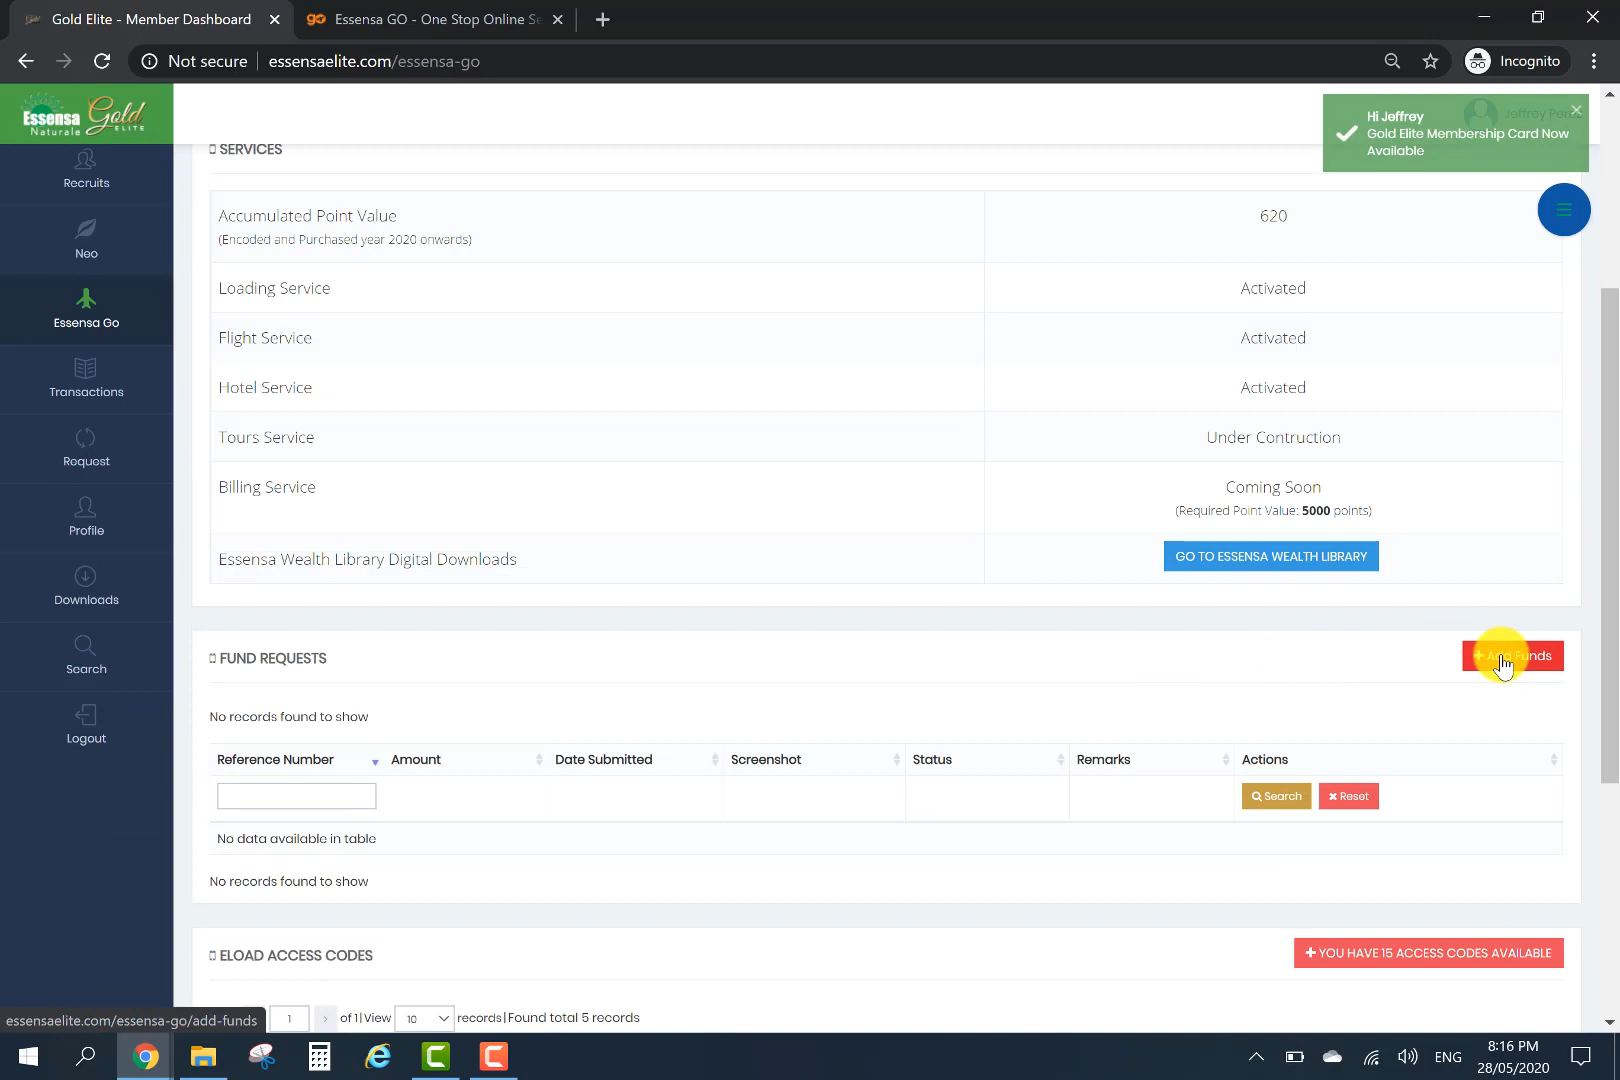 Gold Elite - Member Dashboard
Essensa GO - One Stop Online Se
Not secure
essensaelite.com/essensa-go
Incognito
Essensa
Naturale
Gold
ELITE
Jeffrey Pere
Hi Jeffrey
Gold Elite Membership Card Now
Available
Recruits
Neo
Essensa Go
Transactions
Request
Profile
Downloads
Search
Logout
SERVICES
Accumulated Point Value
(Encoded and Purchased year 2020 onwards)
620
Loading Service
Activated
Flight Service
Activated
Hotel Service
Activated
Tours Service
Under Contruction
Billing Service
Coming Soon
(Required Point Value: 5000 points)
Essensa Wealth Library Digital Downloads
GO TO ESSENSA WEALTH LIBRARY
FUND REQUESTS
+ Add Funds
No records found to show
Reference Number Amount Date Submitted Screenshot Status Remarks Actions
Search
Reset
No data available in table
No records found to show
ELOAD ACCESS CODES
+ YOU HAVE 15 ACCESS CODES AVAILABLE
1 > of 1 | View 10 records | Found total 5 records
essensaelite.com/essensa-go/add-funds
ENG
8:16 PM
28/05/2020